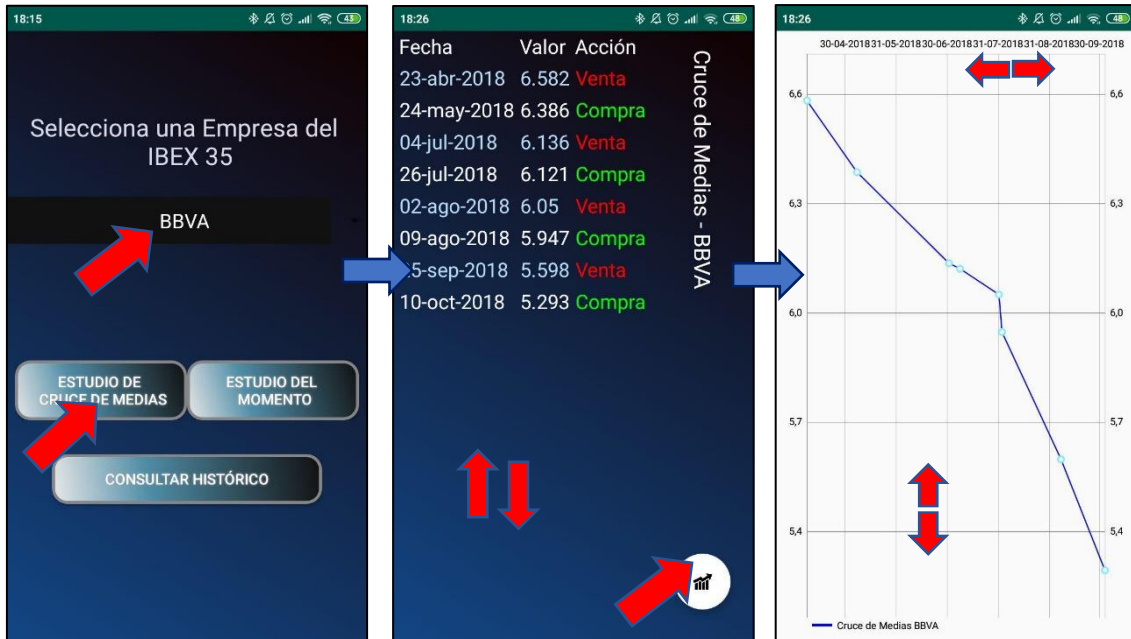 18:15
43
Selecciona una Empresa del
IBEX 35
BBVA
ESTUDIO DE
CRUCE DE MEDIAS
ESTUDIO DEL
MOMENTO
CONSULTAR HISTÓRICO
18:26
48
Fecha Valor Acción
23-abr-2018 6.582 Venta
24-may-2018 6.386 Compra
04-jul-2018 6.136 Venta
26-jul-2018 6.121 Compra
02-ago-2018 6.05 Venta
09-ago-2018 5.947 Compra
5-sep-2018 5.598 Venta
10-oct-2018 5.293 Compra
Cruce de Medias - BBVA
18:26
48
30-04-2018 31-05-2018 30-06-2018 31-07-2018 31-08-2018 30-09-2018
6,6 6,6
6,3 6,3
6,0 6,0
5,7 5,7
5,4 5,4
Cruce de Medias BBVA